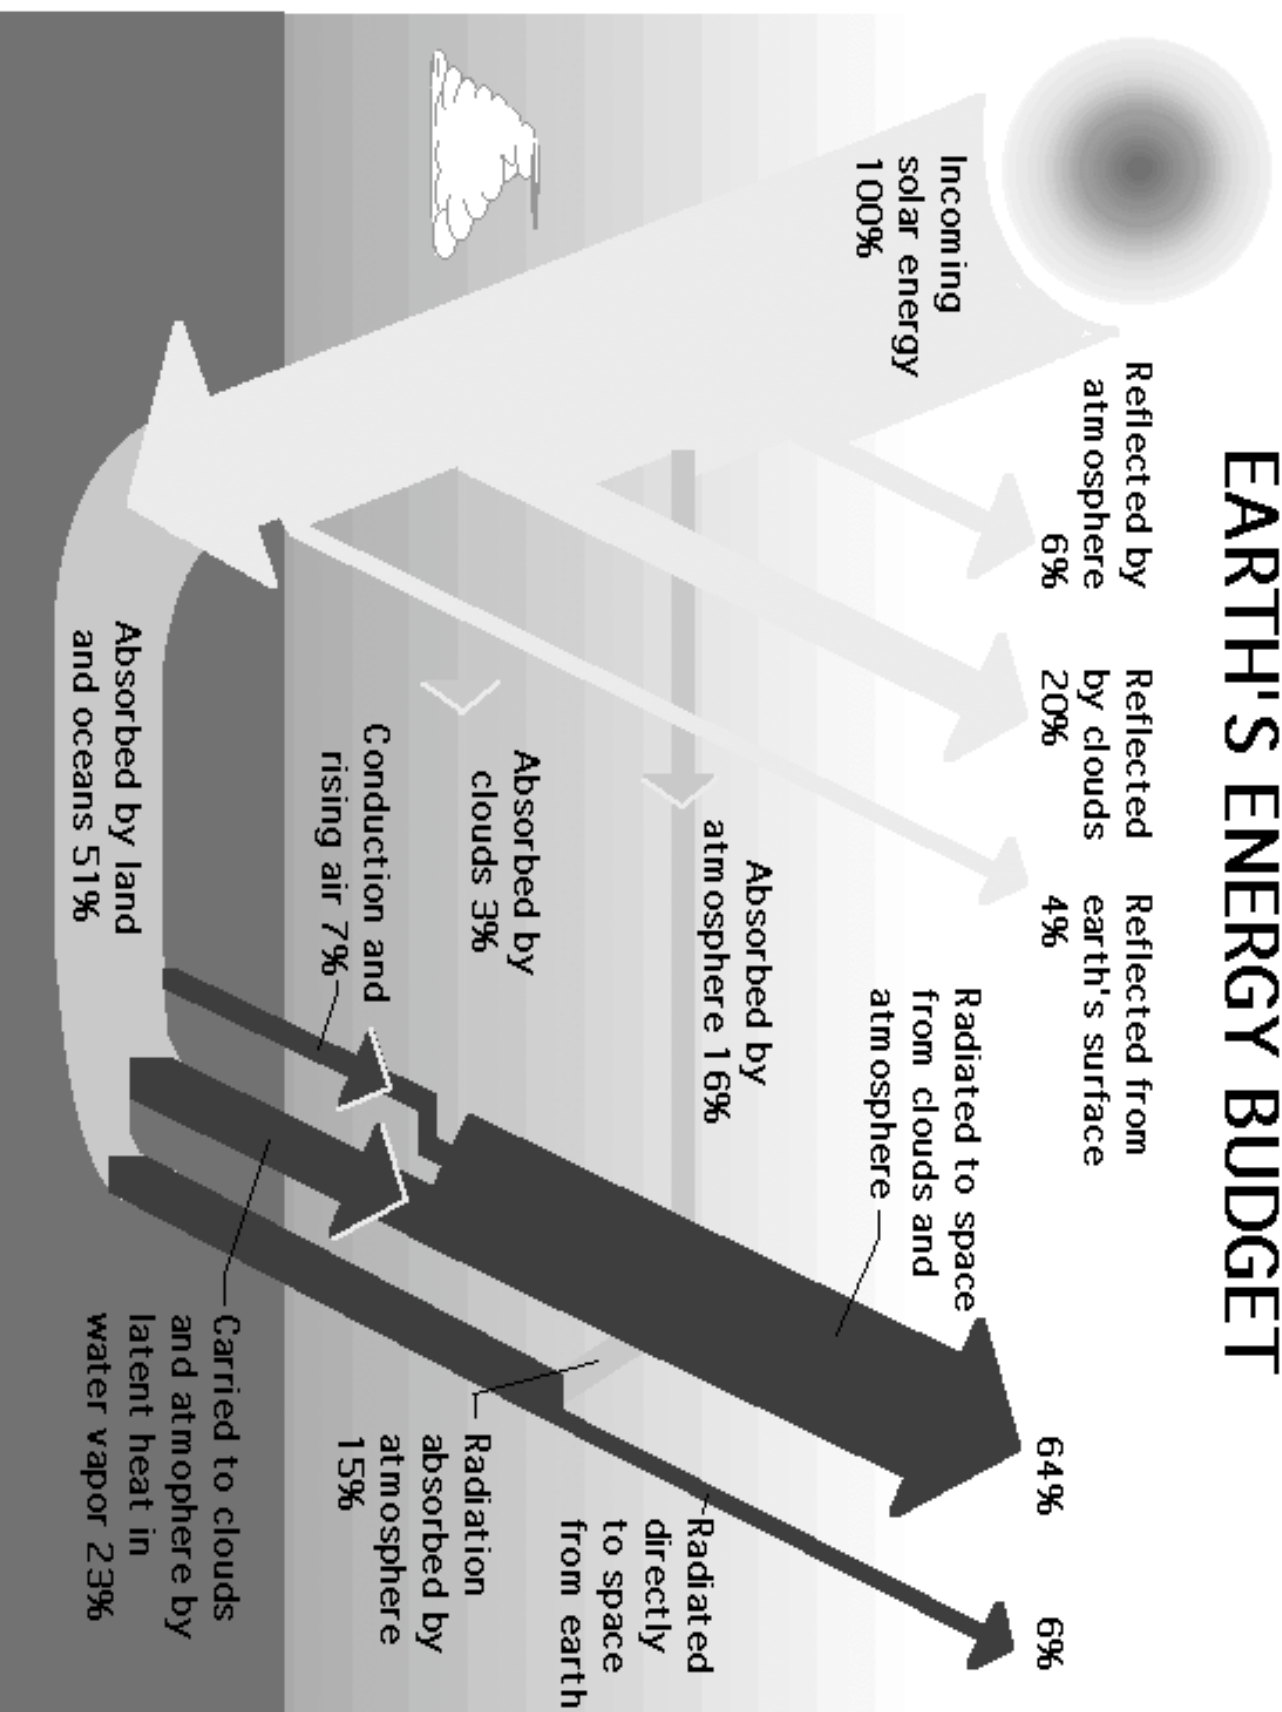 EARTH'S ENERGY BUDGET
Reflected by
atmosphere
6%
Reflected
by clouds
20%
Reflected from
earth's surface
4%
Incoming
solar energy
100%
Radiated to space
from clouds and
atmosphere
64%
6%
Absorbed by
atmosphere 16%
Absorbed by
clouds 3%
Radiated
directly
to space
from earth
Conduction and
rising air 7%
Radiation
absorbed by
atmosphere
15%
Absorbed by land
and oceans 51%
Carried to clouds
and atmophere by
latent heat in
water vapor 23%